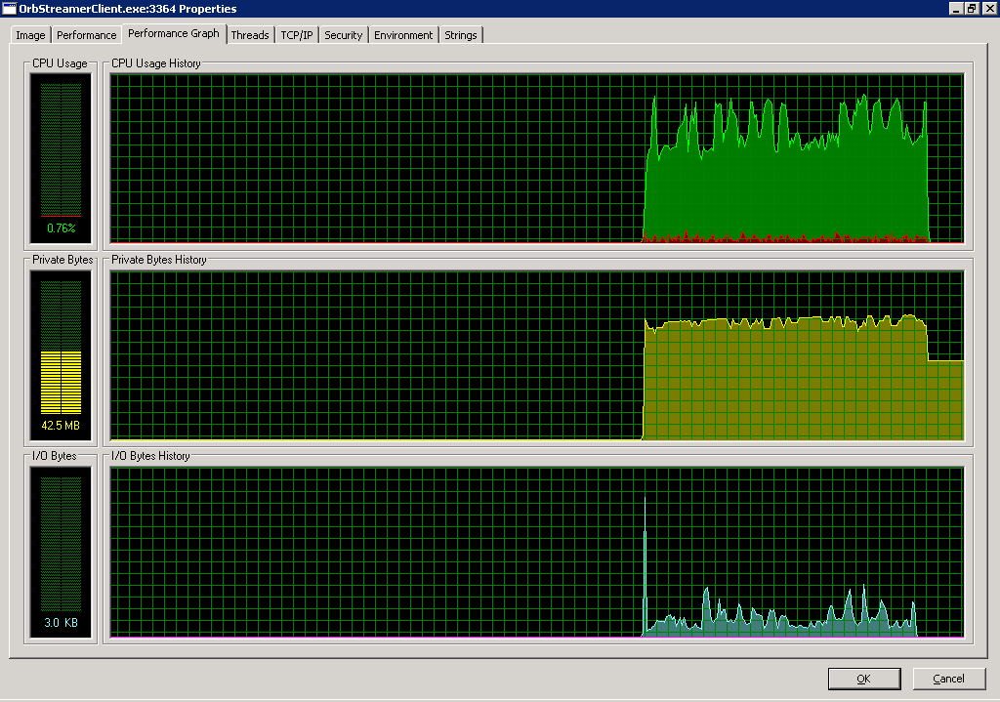 OrbStreamerClient.exe:3364 Properties
Image Performance Performance Graph Threads TCP/IP Security Environment Strings
CPU Usage CPU Usage History
0.76%
Private Bytes Private Bytes History
42.5 MB
I/O Bytes I/O Bytes History
3.0 KB
OK Cancel